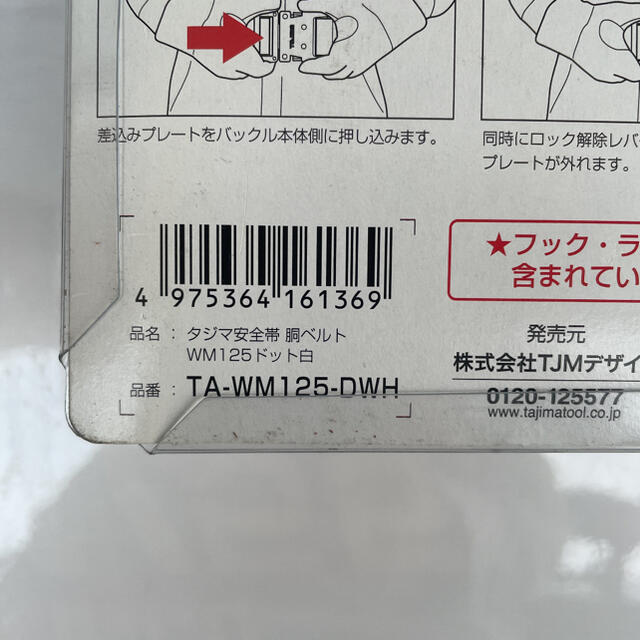 差込みプレートをバックル本体側に押し込みます。
同時にロック解除レバ
プレートが外れます。
4 975364 161369
品名： タジマ安全帯 胴ベルト
WM125ドット白
品番： TA-WM125-DWH
★フック・ラ
含まれてい
発売元
株式会社TJMデザイ
0120-125577
www.tajimatool.co.jp